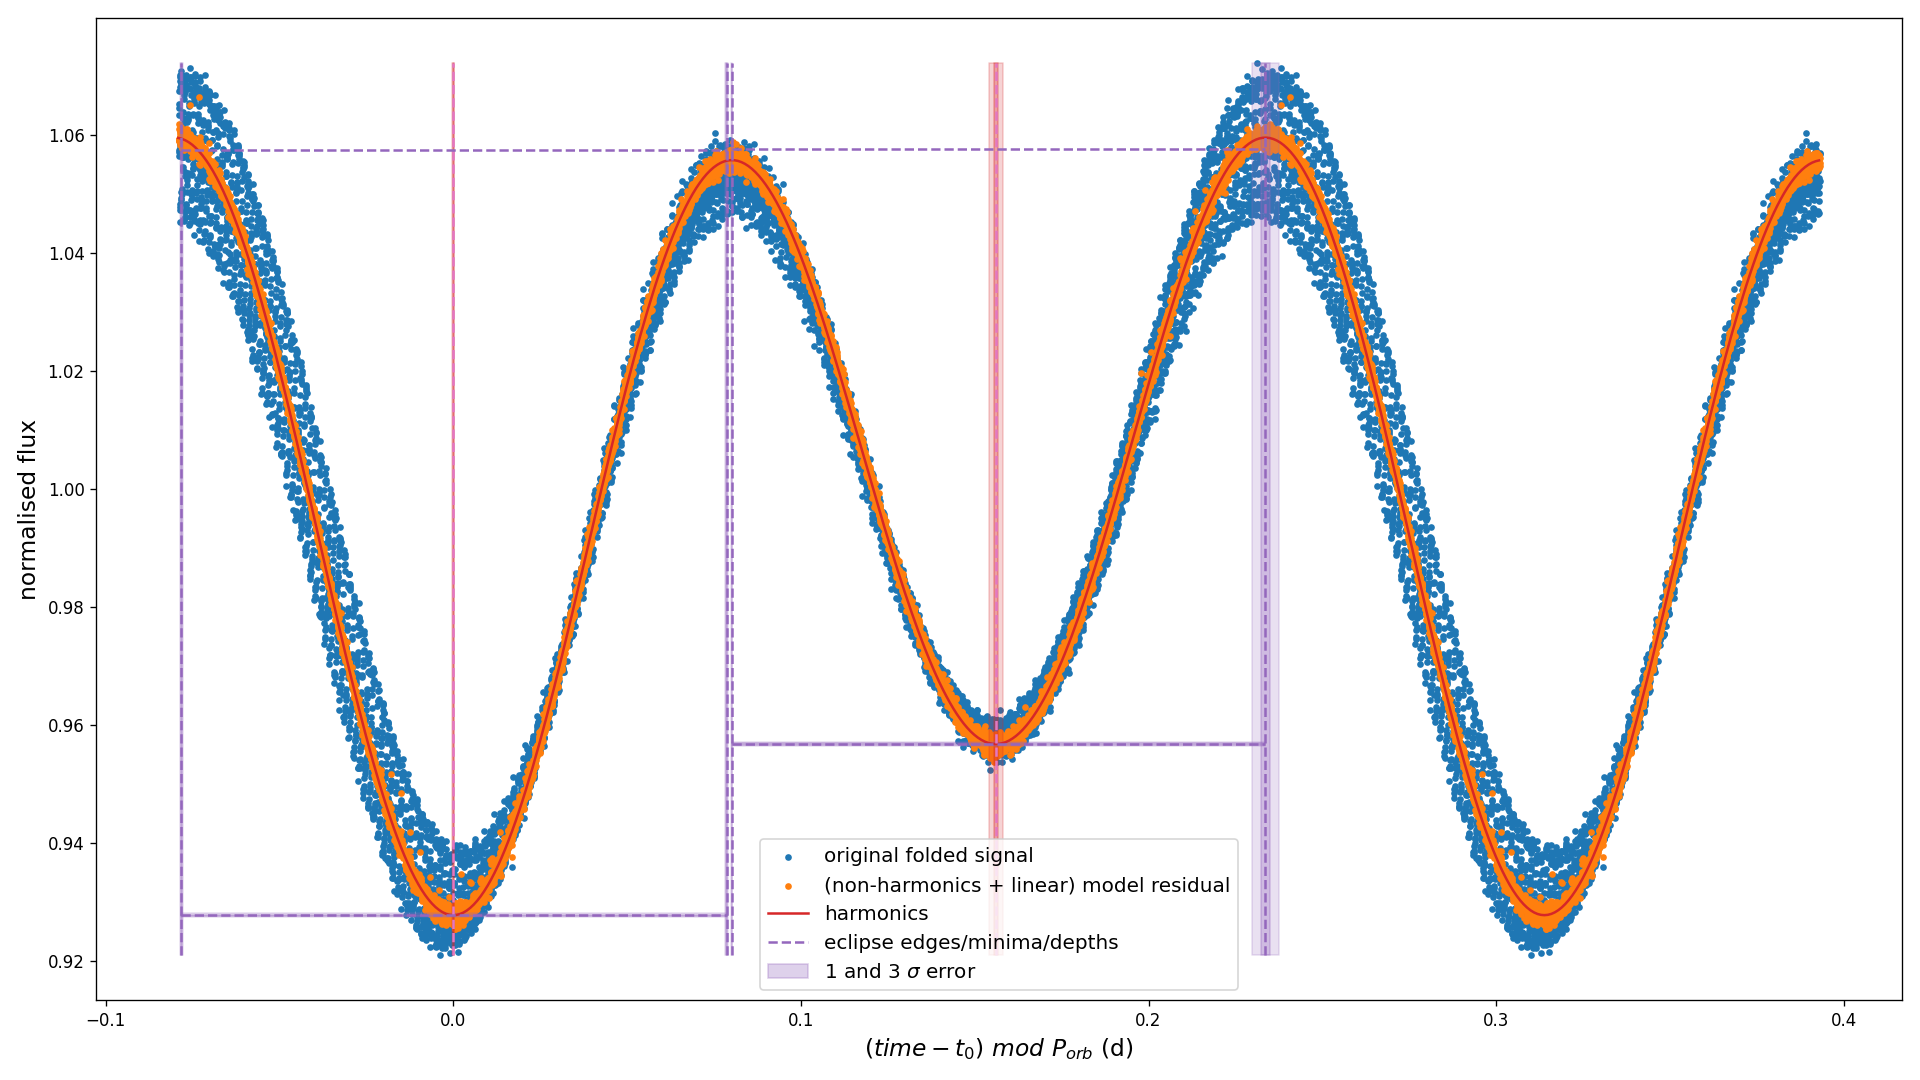 normalised flux
1.06
1.04
1.02
1.00
0.98
0.96
0.94
0.92
original folded signal
(non-harmonics + linear) model residual
harmonics
eclipse edges/minima/depths
1 and 3 σ error
−0.1 0.0 0.1 0.2 0.3 0.4
(time − t₀) mod P_orb (d)